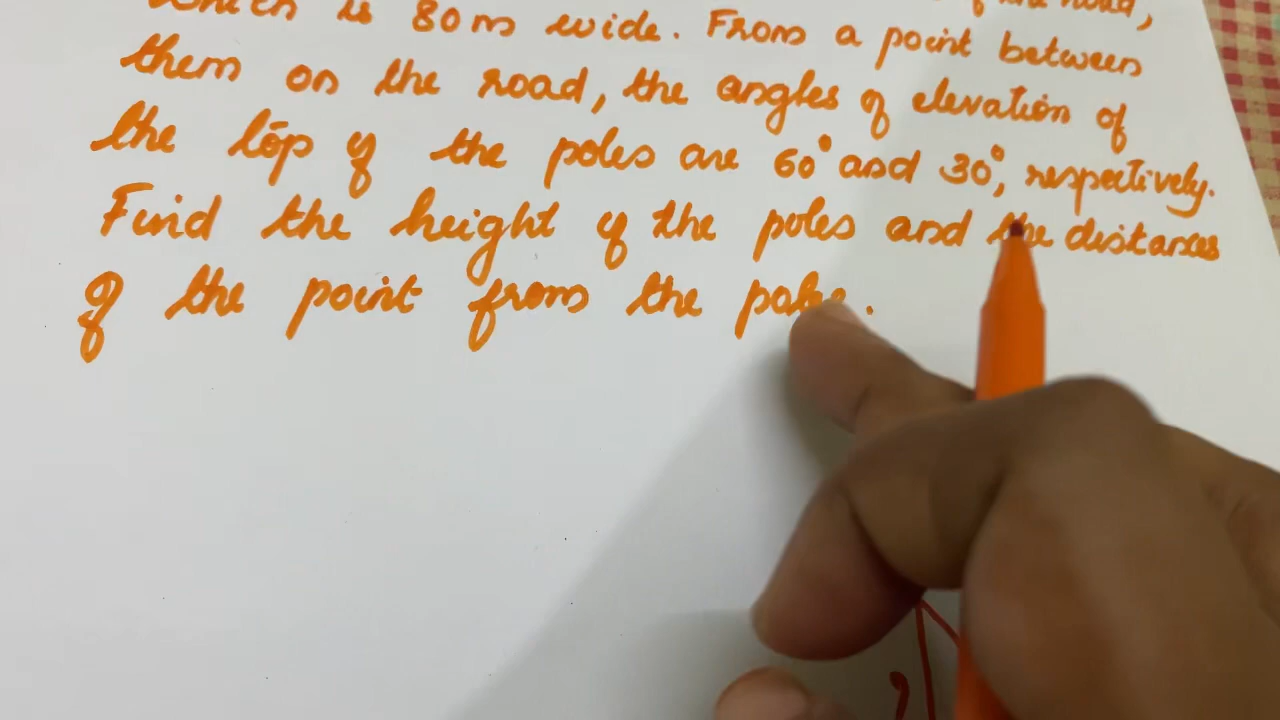 which is 80m wide. From a point between
them on the road, the angles of elevation of
the top of the poles are 60° and 30°, respectively.
Find the height of the poles and the distances
of the point from the poles.